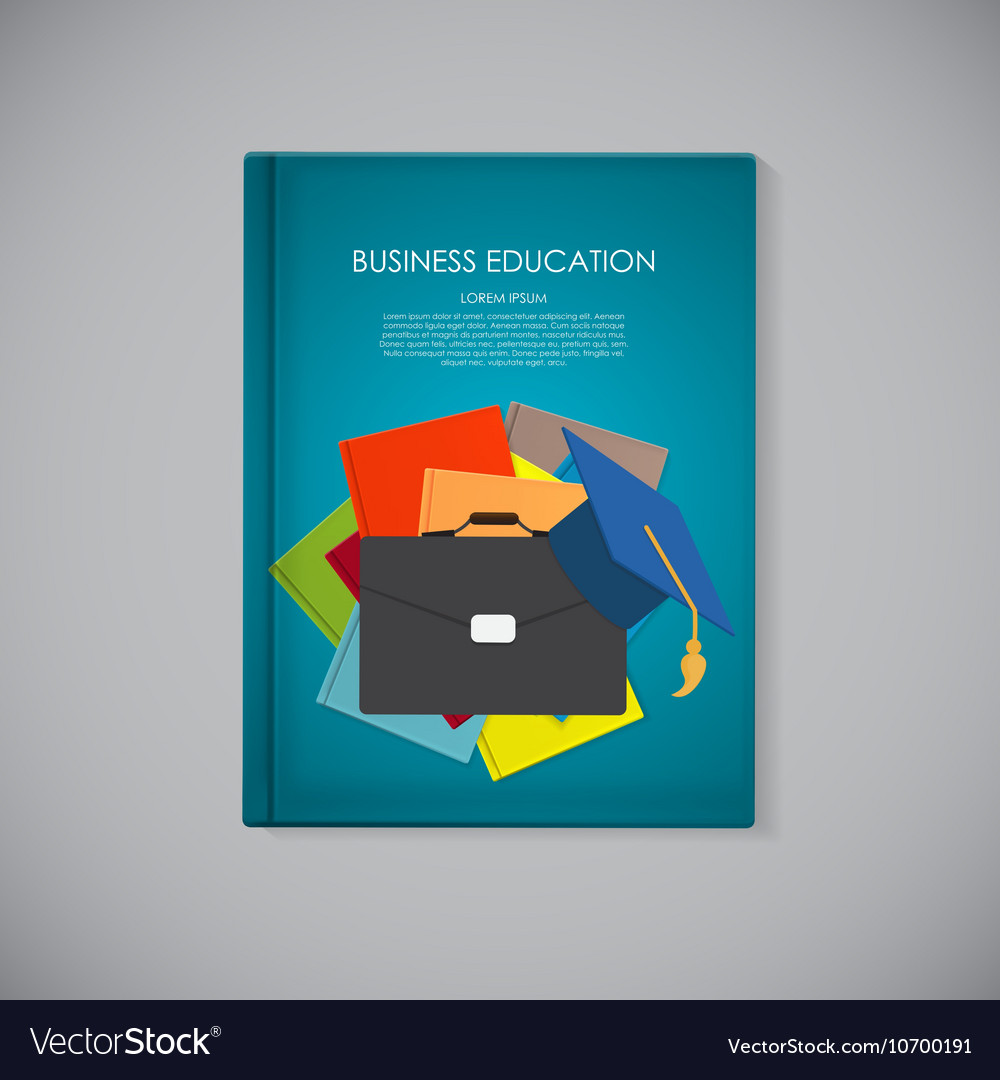 BUSINESS EDUCATION
LOREM IPSUM
Lorem ipsum dolor sit amet, consectetur adipiscing elit. Aenean
commodo ligula eget dolor. Aenean massa. Cum sociis natoque
penatibus et magnis dis parturient montes, nascetur ridiculus mus.
Donec quam felis, ultricies nec, pellentesque eu, pretium quis, sem.
Nulla consequat massa quis enim. Donec pede justo, fringilla vel,
aliquet nec, vulputate eget, arcu.
VectorStock®
VectorStock.com/10700191